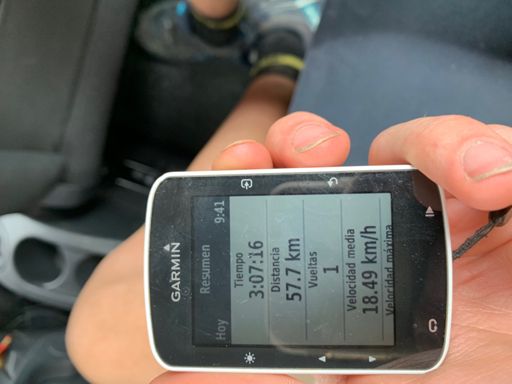 GARMIN
Hoy Resumen 9:41
Tiempo
3:07:16
Distancia
57.7 km
Vueltas
1
Velocidad media
18.49 km/h
Velocidad máxima